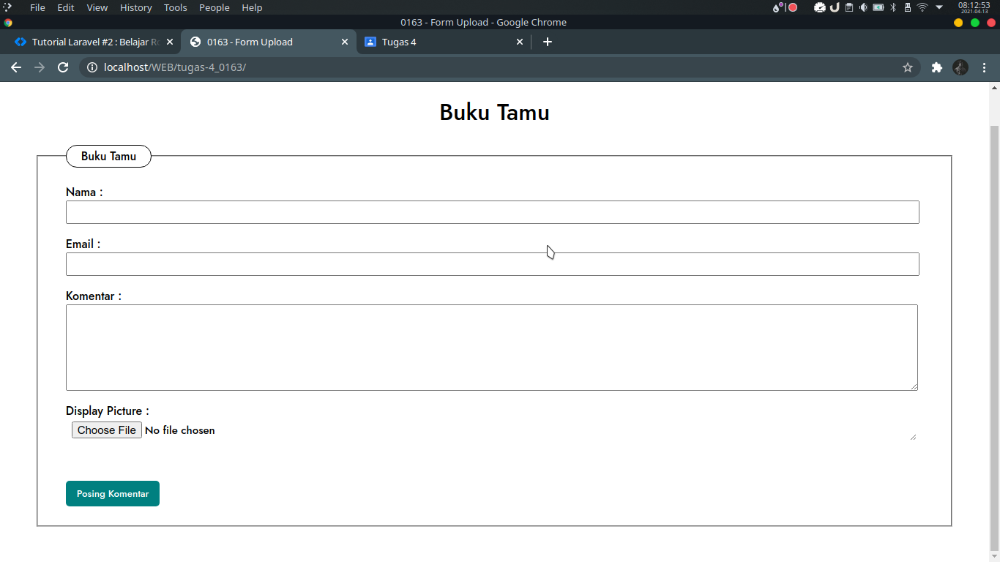 File Edit View History Tools People Help
08:12:53
2021-04-13
0163 - Form Upload - Google Chrome
Tutorial Laravel #2 : Belajar Ro
0163 - Form Upload
Tugas 4
localhost/WEB/tugas-4_0163/
Buku Tamu
Buku Tamu
Nama :
Email :
Komentar :
Display Picture :
Choose File No file chosen
Posing Komentar